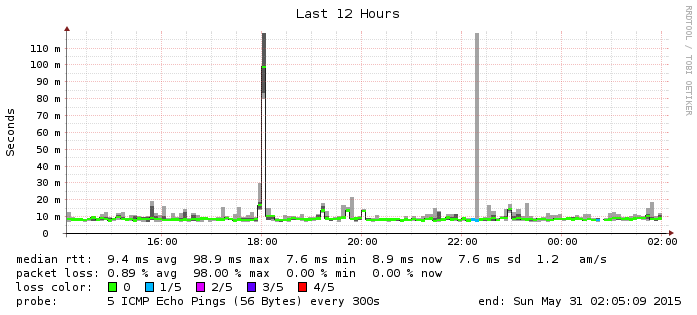 Last 12 Hours
RRDTOOL / TOBI OETIKER
Seconds
110 m
100 m
90 m
80 m
70 m
60 m
50 m
40 m
30 m
20 m
10 m
0
16:00 18:00 20:00 22:00 00:00 02:00
median rtt: 9.4 ms avg 98.9 ms max 7.6 ms min 8.9 ms now 7.6 ms sd 1.2 am/s
packet loss: 0.89 % avg 98.00 % max 0.00 % min 0.00 % now
loss color: 0 1/5 2/5 3/5 4/5
probe: 5 ICMP Echo Pings (56 Bytes) every 300s end: Sun May 31 02:05:09 2015